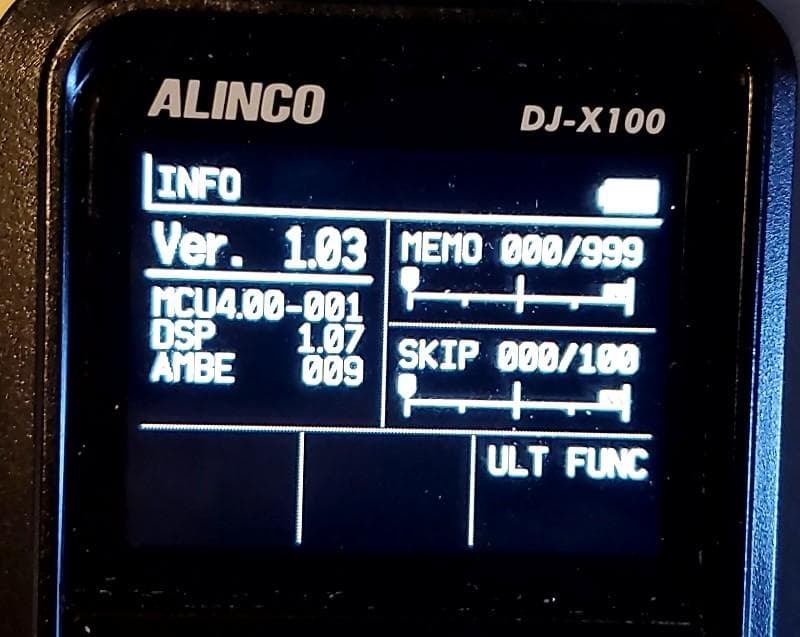 ALINCO
DJ-X100
INFO
Ver. 1.03
MCU4.00-001
DSP 1.07
AMBE 009
MEMO 000/999
SKIP 000/100
ULT FUNC